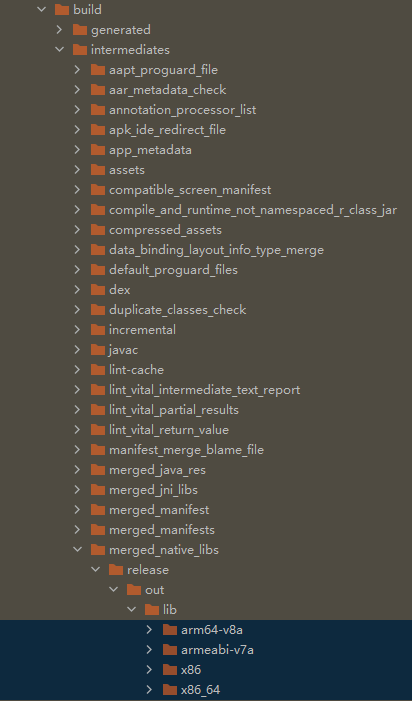 build
generated
intermediates
aapt_proguard_file
aar_metadata_check
annotation_processor_list
apk_ide_redirect_file
app_metadata
assets
compatible_screen_manifest
compile_and_runtime_not_namespaced_r_class_jar
compressed_assets
data_binding_layout_info_type_merge
default_proguard_files
dex
duplicate_classes_check
incremental
javac
lint-cache
lint_vital_intermediate_text_report
lint_vital_partial_results
lint_vital_return_value
manifest_merge_blame_file
merged_java_res
merged_jni_libs
merged_manifest
merged_manifests
merged_native_libs
release
out
lib
arm64-v8a
armeabi-v7a
x86
x86_64